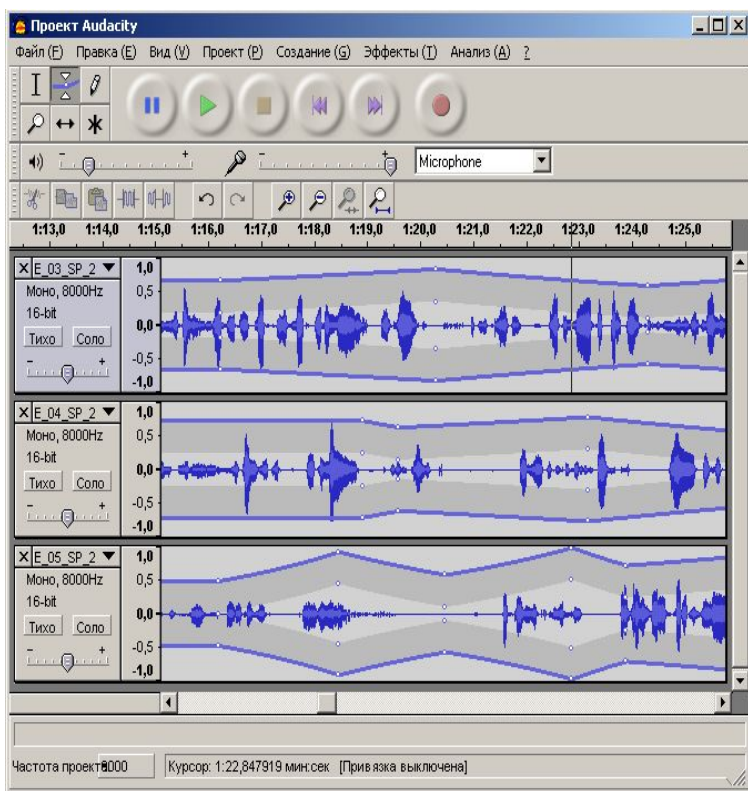 Проект Audacity
Файл (F) Правка (E) Вид (V) Проект (P) Создание (G) Эффекты (T) Анализ (A) ?
- + - + Microphone
1:13,0 1:14,0 1:15,0 1:16,0 1:17,0 1:18,0 1:19,0 1:20,0 1:21,0 1:22,0 1:23,0 1:24,0 1:25,0
E_03_SP_2 1,0
Моно, 8000Hz 0,5
16-bit
Тихо Соло 0,0
- + -0,5
-1,0
E_04_SP_2 1,0
Моно, 8000Hz 0,5
16-bit 0,0
Тихо Соло
- + -0,5
-1,0
E_05_SP_2 1,0
Моно, 8000Hz 0,5
16-bit
Тихо Соло 0,0
- + -0,5
-1,0
Частота проекта 8000 Курсор: 1:22,847919 мин:сек [Привязка выключена]